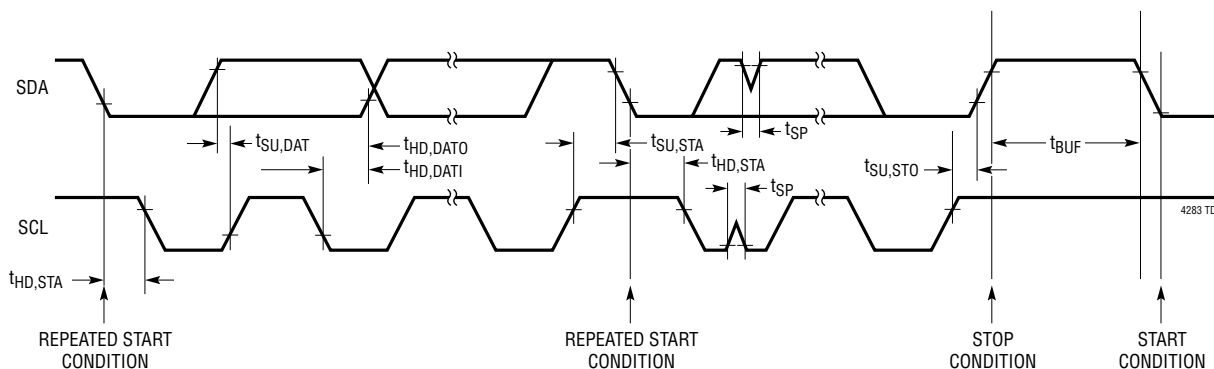 SDA
tSU,DAT
tHD,DATO
tHD,DATI
tSU,STA
tHD,STA
tSP
tSP
tSU,STO
tBUF
SCL
4283 TD
tHD,STA
REPEATED START
CONDITION
REPEATED START
CONDITION
STOP
CONDITION
START
CONDITION